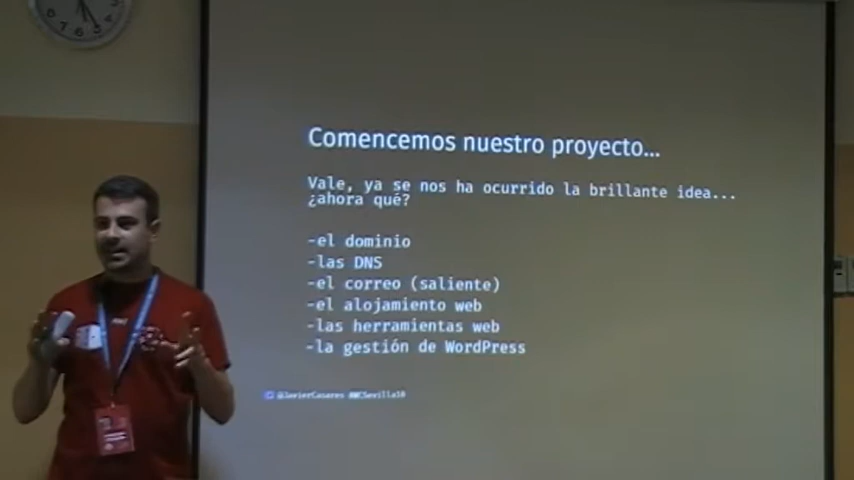 Comencemos nuestro proyecto...
Vale, ya se nos ha ocurrido la brillante idea...
¿ahora qué?
-el dominio
-las DNS
-el correo (saliente)
-el alojamiento web
-las herramientas web
-la gestión de WordPress
@JavierCasares #WCSevilla18